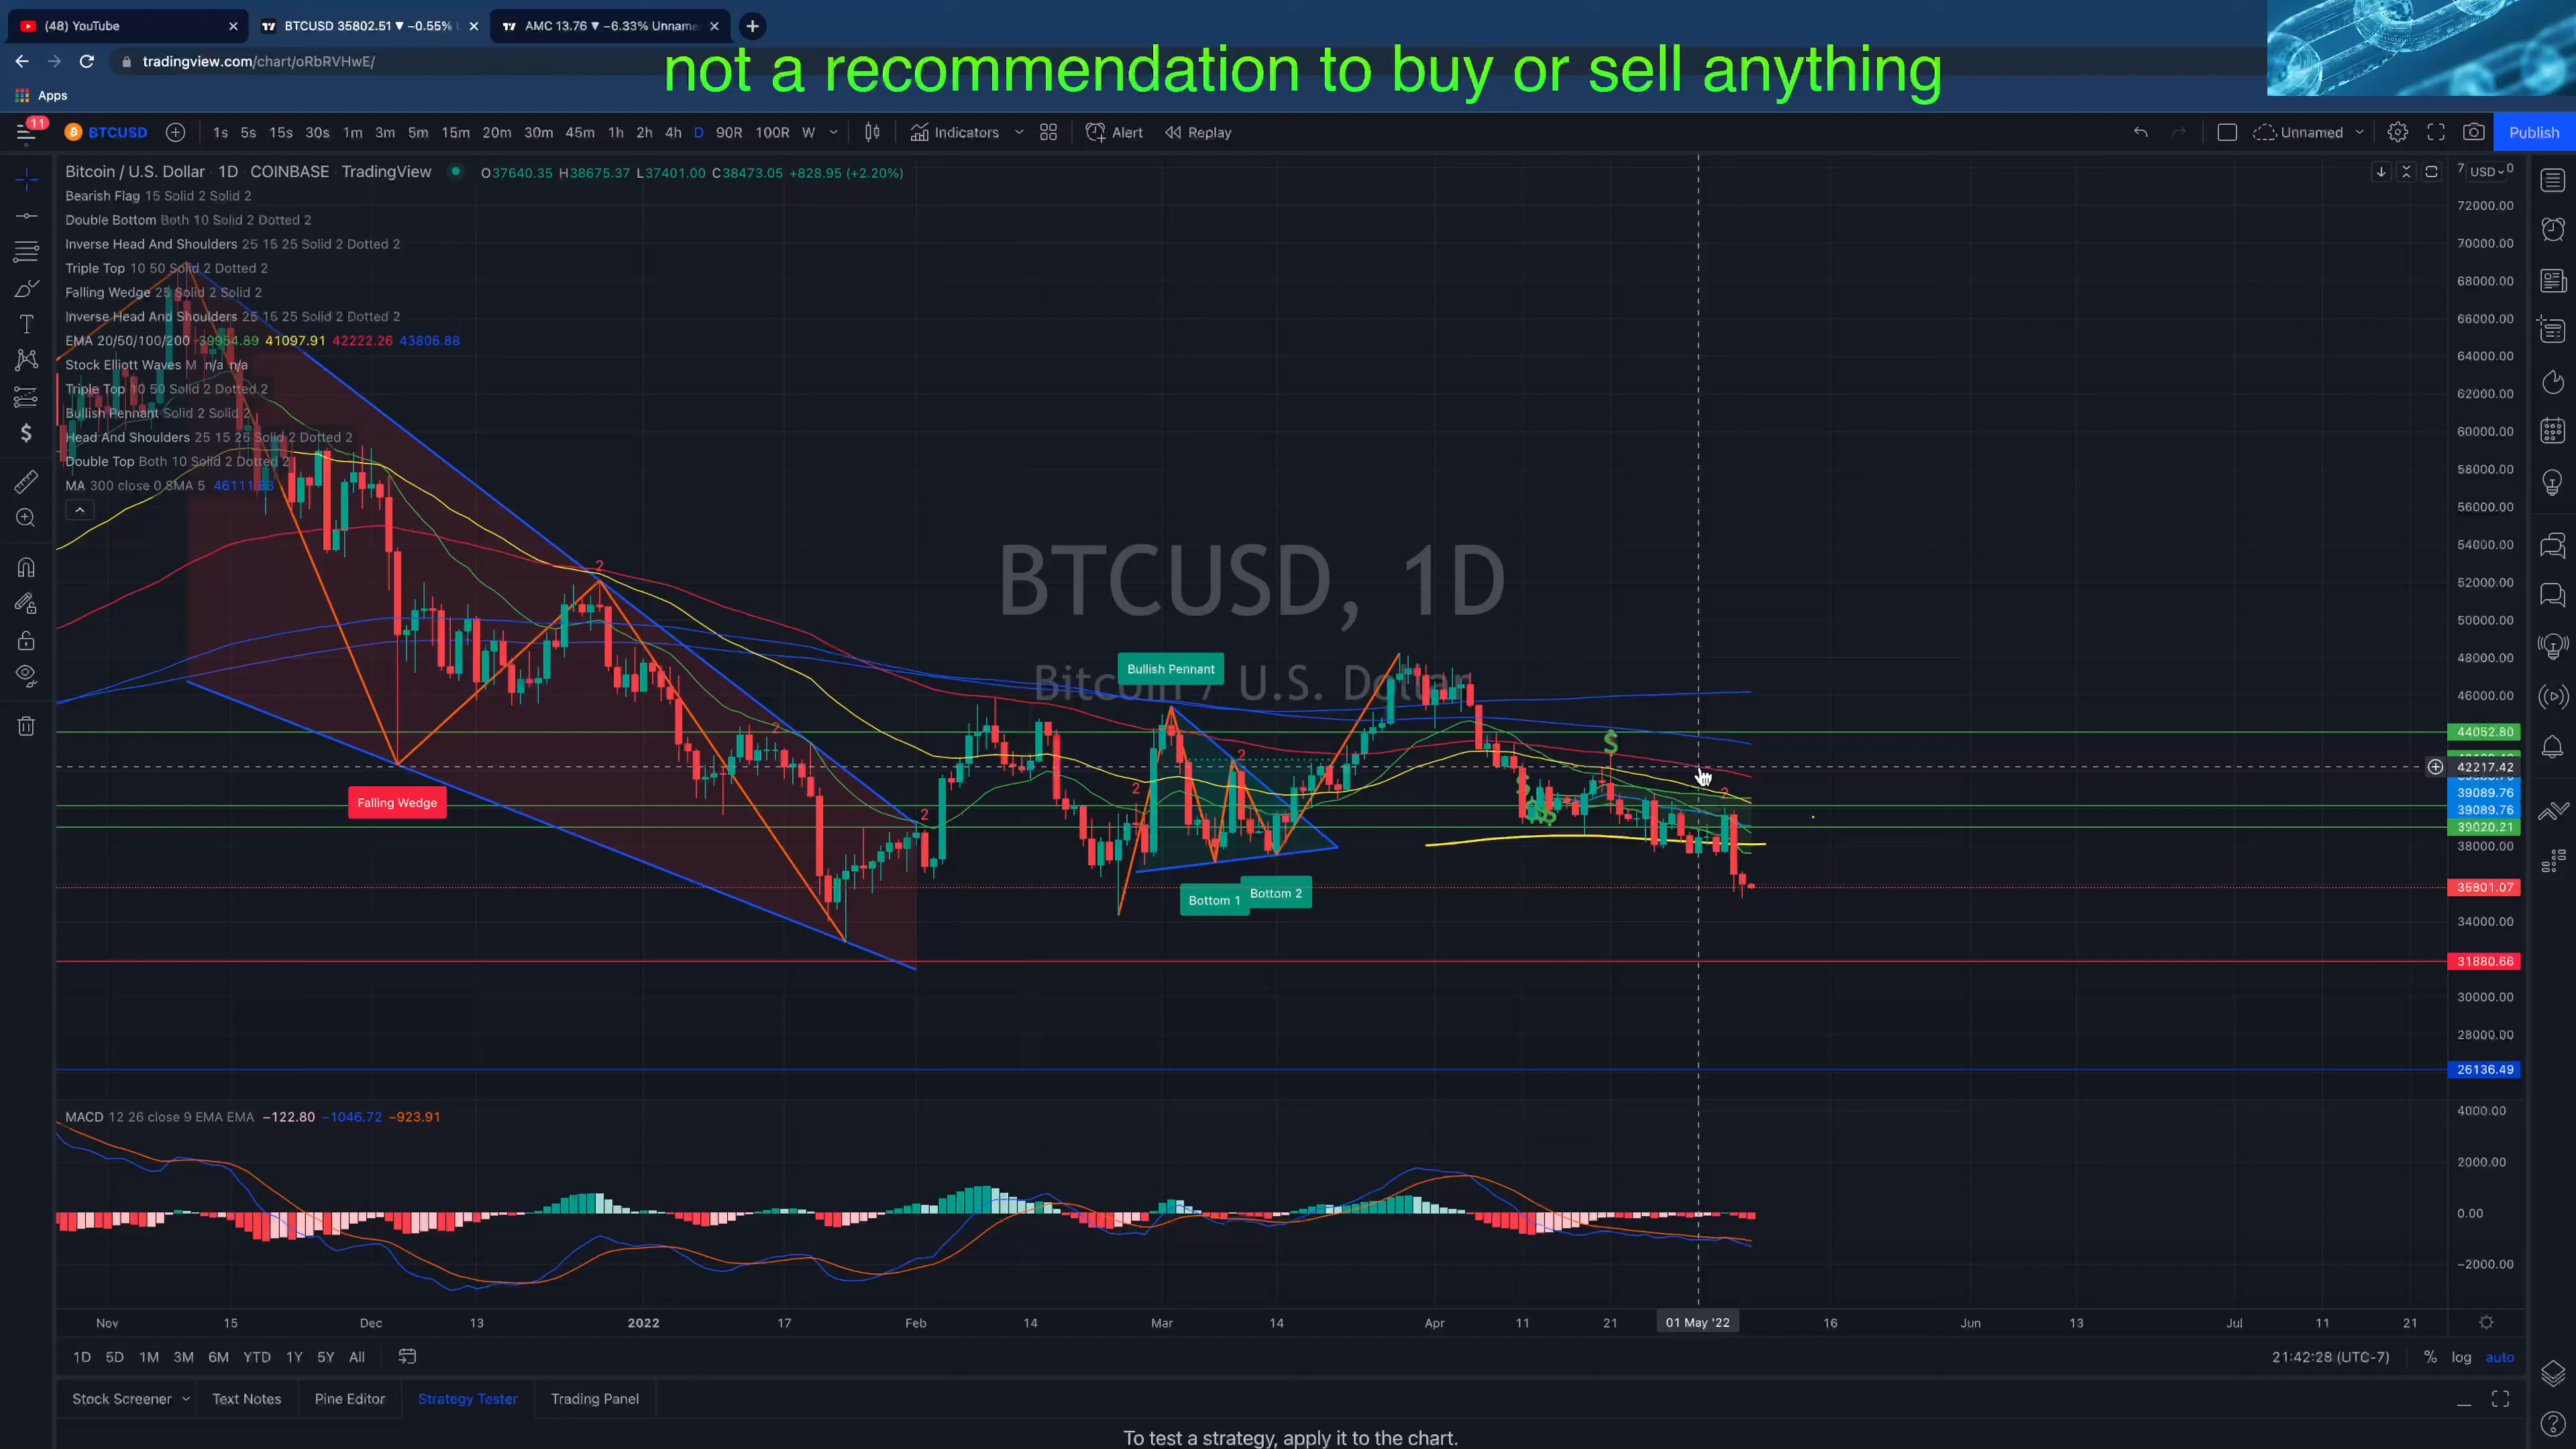 (48) YouTube
BTCUSD 35802.51 ▼ −0.55%
AMC 13.76 ▼ −6.33% Unname
tradingview.com/chart/oRbRVHwE/
not a recommendation to buy or sell anything
Apps
11
BTCUSD 1s 5s 15s 30s 1m 3m 5m 15m 20m 30m 45m 1h 2h 4h D 90R 100R W Indicators Alert Replay Unnamed Publish
Bitcoin / U.S. Dollar 1D COINBASE TradingView O37640.35 H38675.37 L37401.00 C38473.05 +828.95 (+2.20%)
USD
Bearish Flag 15 Solid 2 Solid 2
Double Bottom Both 10 Solid 2 Dotted 2
Inverse Head And Shoulders 25 15 25 Solid 2 Dotted 2
Triple Top 10 50 Solid 2 Dotted 2
Falling Wedge 25 Solid 2 Solid 2
Inverse Head And Shoulders 25 15 25 Solid 2 Dotted 2
EMA 20/50/100/200 39954.89 41097.91 42222.26 43806.88
Stock Elliott Waves M n/a n/a
Triple Top 10 50 Solid 2 Dotted 2
Bullish Pennant Solid 2 Solid 2
Head And Shoulders 25 15 25 Solid 2 Dotted 2
Double Top Both 10 Solid 2 Dotted 2
MA 300 close 0 SMA 5
72000.00
70000.00
68000.00
66000.00
64000.00
62000.00
60000.00
58000.00
56000.00
54000.00
52000.00
50000.00
48000.00
46000.00
44052.80
42217.42
39089.76
39089.76
39020.21
38000.00
35801.07
34000.00
31880.66
30000.00
28000.00
26136.49
BTCUSD, 1D
Bitcoin / U.S. Dollar
Bullish Pennant
Falling Wedge
Bottom 1
Bottom 2
2
2
2
2
2
2
$
MACD 12 26 close 9 EMA EMA −122.80 −1046.72 −923.91
4000.00
2000.00
0.00
−2000.00
Nov 15 Dec 13 2022 17 Feb 14 Mar 14 Apr 11 21 01 May '22 16 Jun 13 Jul 11 21
1D 5D 1M 3M 6M YTD 1Y 5Y All 21:42:28 (UTC-7) % log auto
Stock Screener Text Notes Pine Editor Strategy Tester Trading Panel
To test a strategy, apply it to the chart.